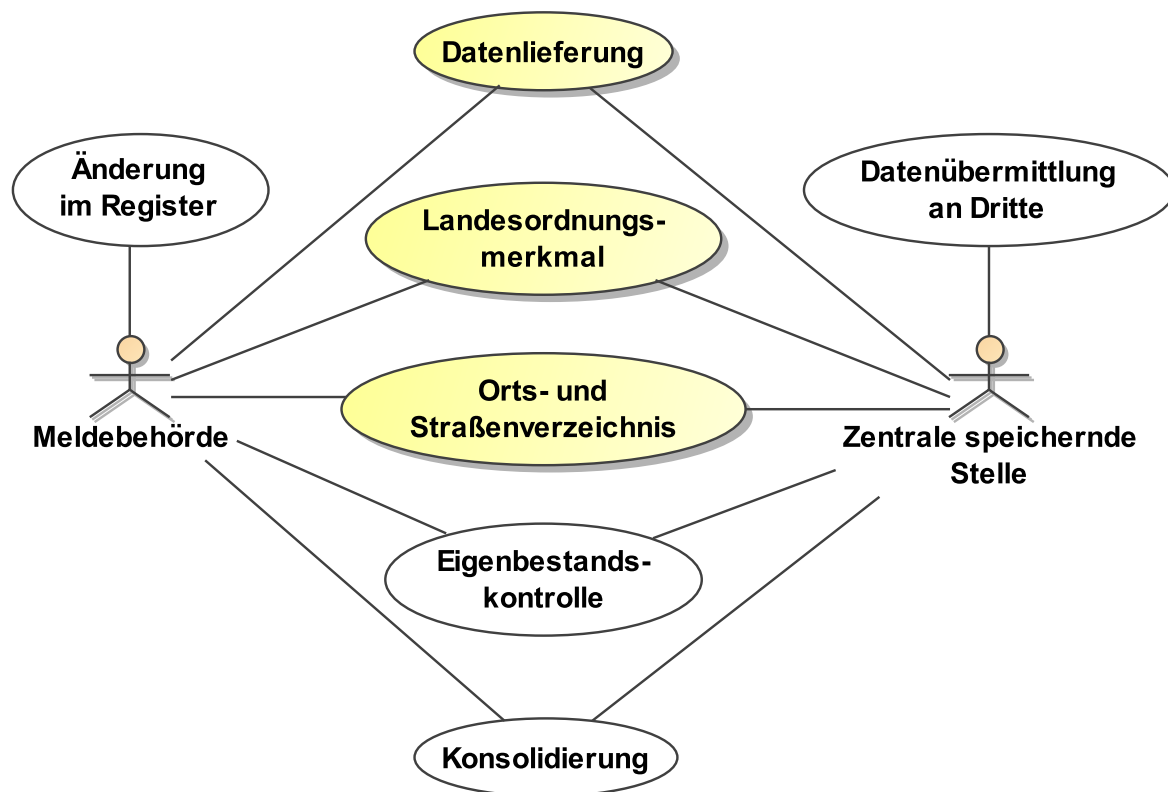 Datenlieferung
Änderung
im Register
Datenübermittlung
an Dritte
Landesordnungs-
merkmal
Orts- und
Straßenverzeichnis
Meldebehörde
Zentrale speichernde
Stelle
Eigenbestands-
kontrolle
Konsolidierung